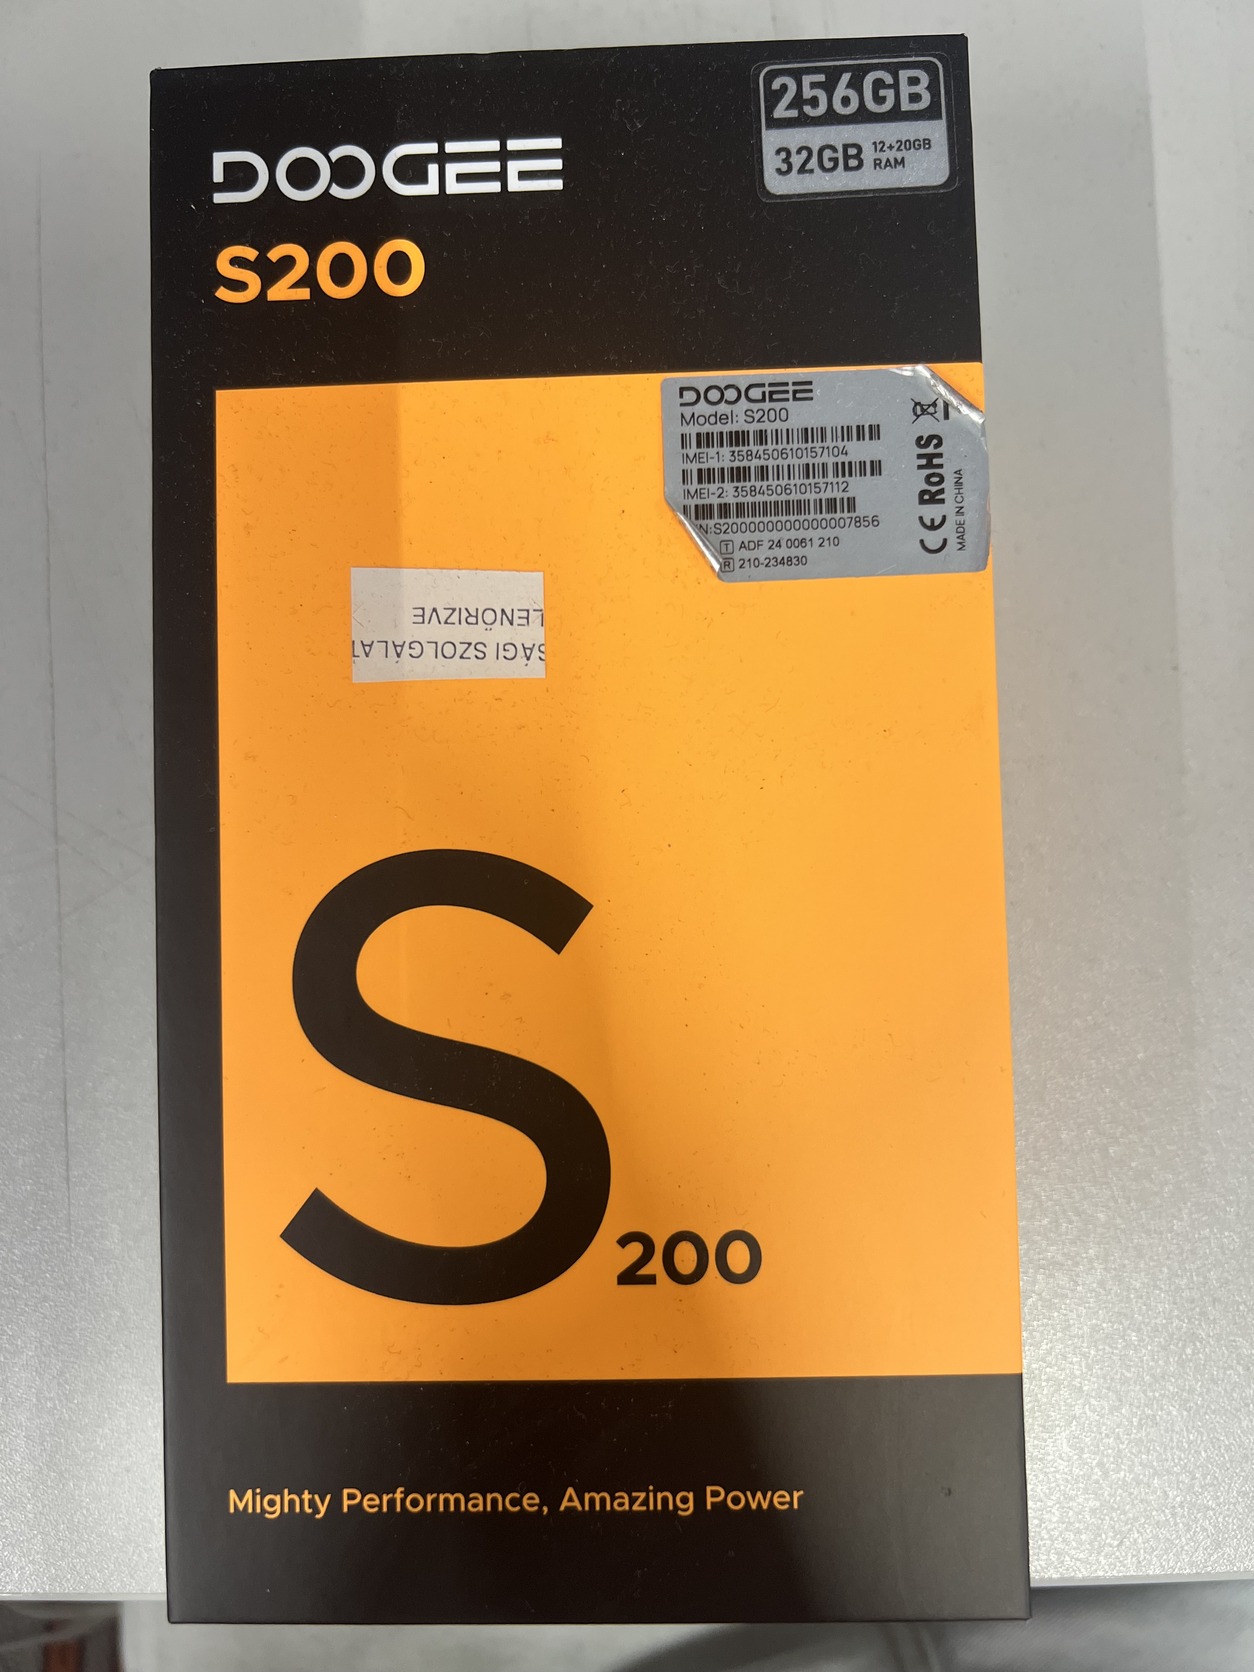 DOOGEE
S200
256GB
32GB 12+20GB RAM
DOOGEE
Model: S200
IMEI-1: 358450610157104
IMEI-2: 358450610157112
N:S200000000000007856
T ADF 24 0061 210
R 210-234830
CE RoHS
MADE IN CHINA
SÁGI SZOLGÁLAT
LENŐRIZVE
S200
Mighty Performance, Amazing Power